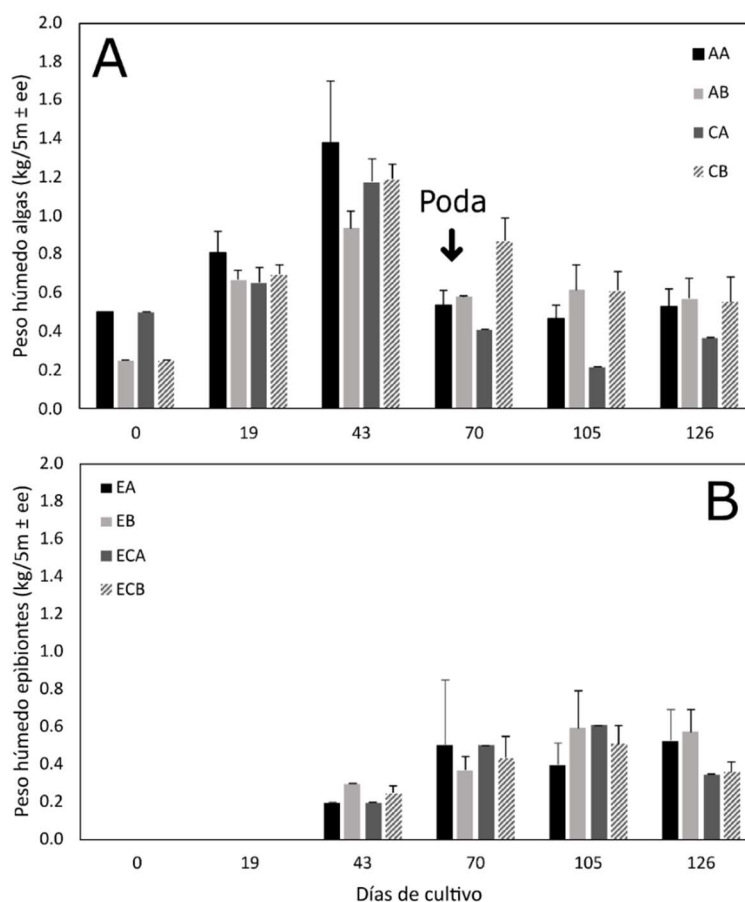 A
Peso húmedo algas (kg/5m ± ee)
2.0
1.8
1.6
1.4
1.2
1.0
0.8
0.6
0.4
0.2
0.0
AA
AB
CA
CB
Poda
0 19 43 70 105 126
B
Peso húmedo epibiontes (kg/5m ± ee)
2.0
1.8
1.6
1.4
1.2
1.0
0.8
0.6
0.4
0.2
0.0
EA
EB
ECA
ECB
0 19 43 70 105 126
Días de cultivo